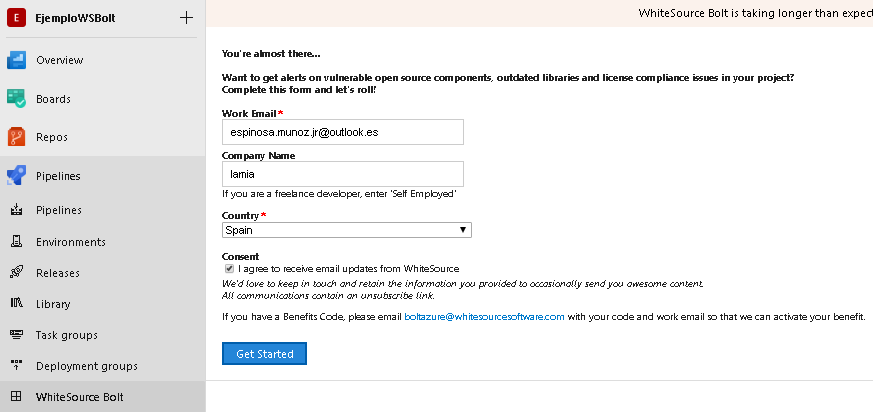 E EjemploWSBolt +
WhiteSource Bolt is taking longer than expect
Overview
Boards
Repos
Pipelines
Pipelines
Environments
Releases
Library
Task groups
Deployment groups
WhiteSource Bolt
You're almost there...
Want to get alerts on vulnerable open source components, outdated libraries and license compliance issues in your project?
Complete this form and let's roll!
Work Email*
espinosa.munoz.jr@outlook.es
Company Name
lamia
If you are a freelance developer, enter 'Self Employed'
Country*
Spain
Consent
I agree to receive email updates from WhiteSource
We'd love to keep in touch and retain the information you provided to occasionally send you awesome content.
All communications contain an unsubscribe link.
If you have a Benefits Code, please email boltazure@whitesourcesoftware.com with your code and work email so that we can activate your benefit.
Get Started